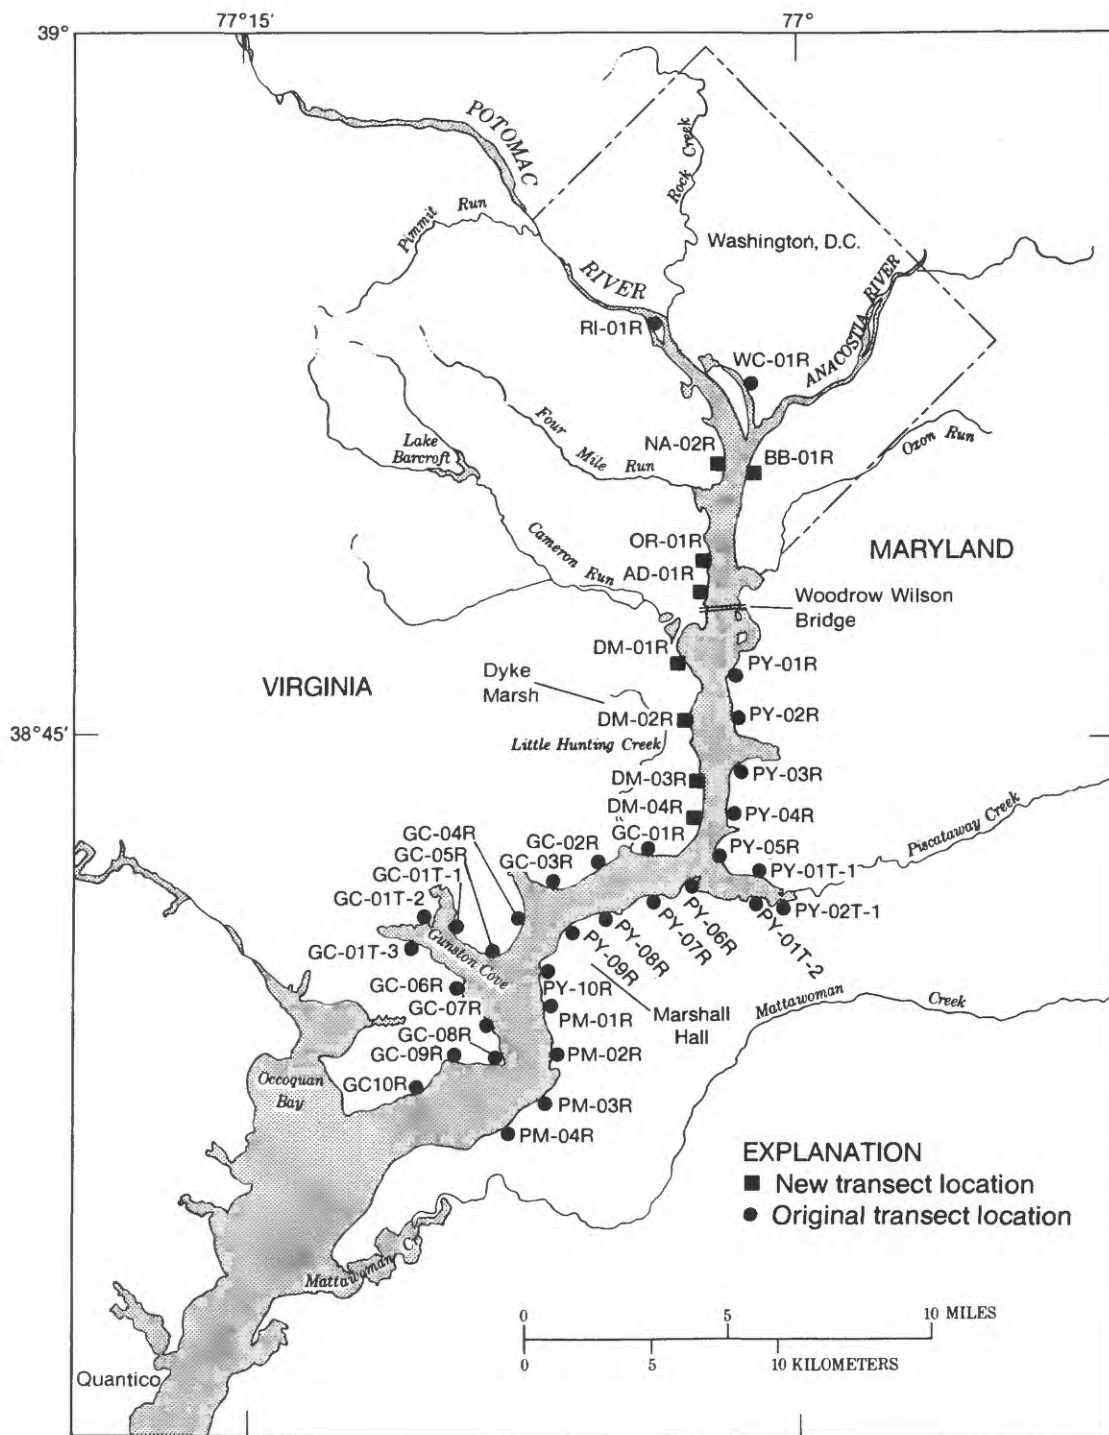 77°15′
77°
39°
POTOMAC
Rock Creek
Pimmit Run
Washington, D.C.
RIVER
ANACOSTIA RIVER
RI-01R
WC-01R
Four Mile Run
Lake
Barcroft
NA-02R
BB-01R
Oxon Run
Cameron Run
OR-01R
MARYLAND
AD-01R
Woodrow Wilson
Bridge
DM-01R
PY-01R
Dyke
Marsh
VIRGINIA
DM-02R
PY-02R
38°45′
Little Hunting Creek
DM-03R
PY-03R
DM-04R
PY-04R
Piscataway Creek
GC-04R
GC-02R
GC-01R
PY-05R
GC-05R
GC-03R
PY-01T-1
GC-01T-1
GC-01T-2
PY-02T-1
PY-06R
PY-01T-2
PY-07R
PY-08R
PY-09R
GC-01T-3
Gunston Cove
GC-06R
PY-10R
Mattawoman Creek
GC-07R
PM-01R
Marshall
Hall
GC-08R
GC-09R
PM-02R
Occoquan
Bay
GC10R
PM-03R
PM-04R
EXPLANATION
New transect location
Original transect location
Mattawoman Cr
0 5 10 MILES
0 5 10 KILOMETERS
Quantico